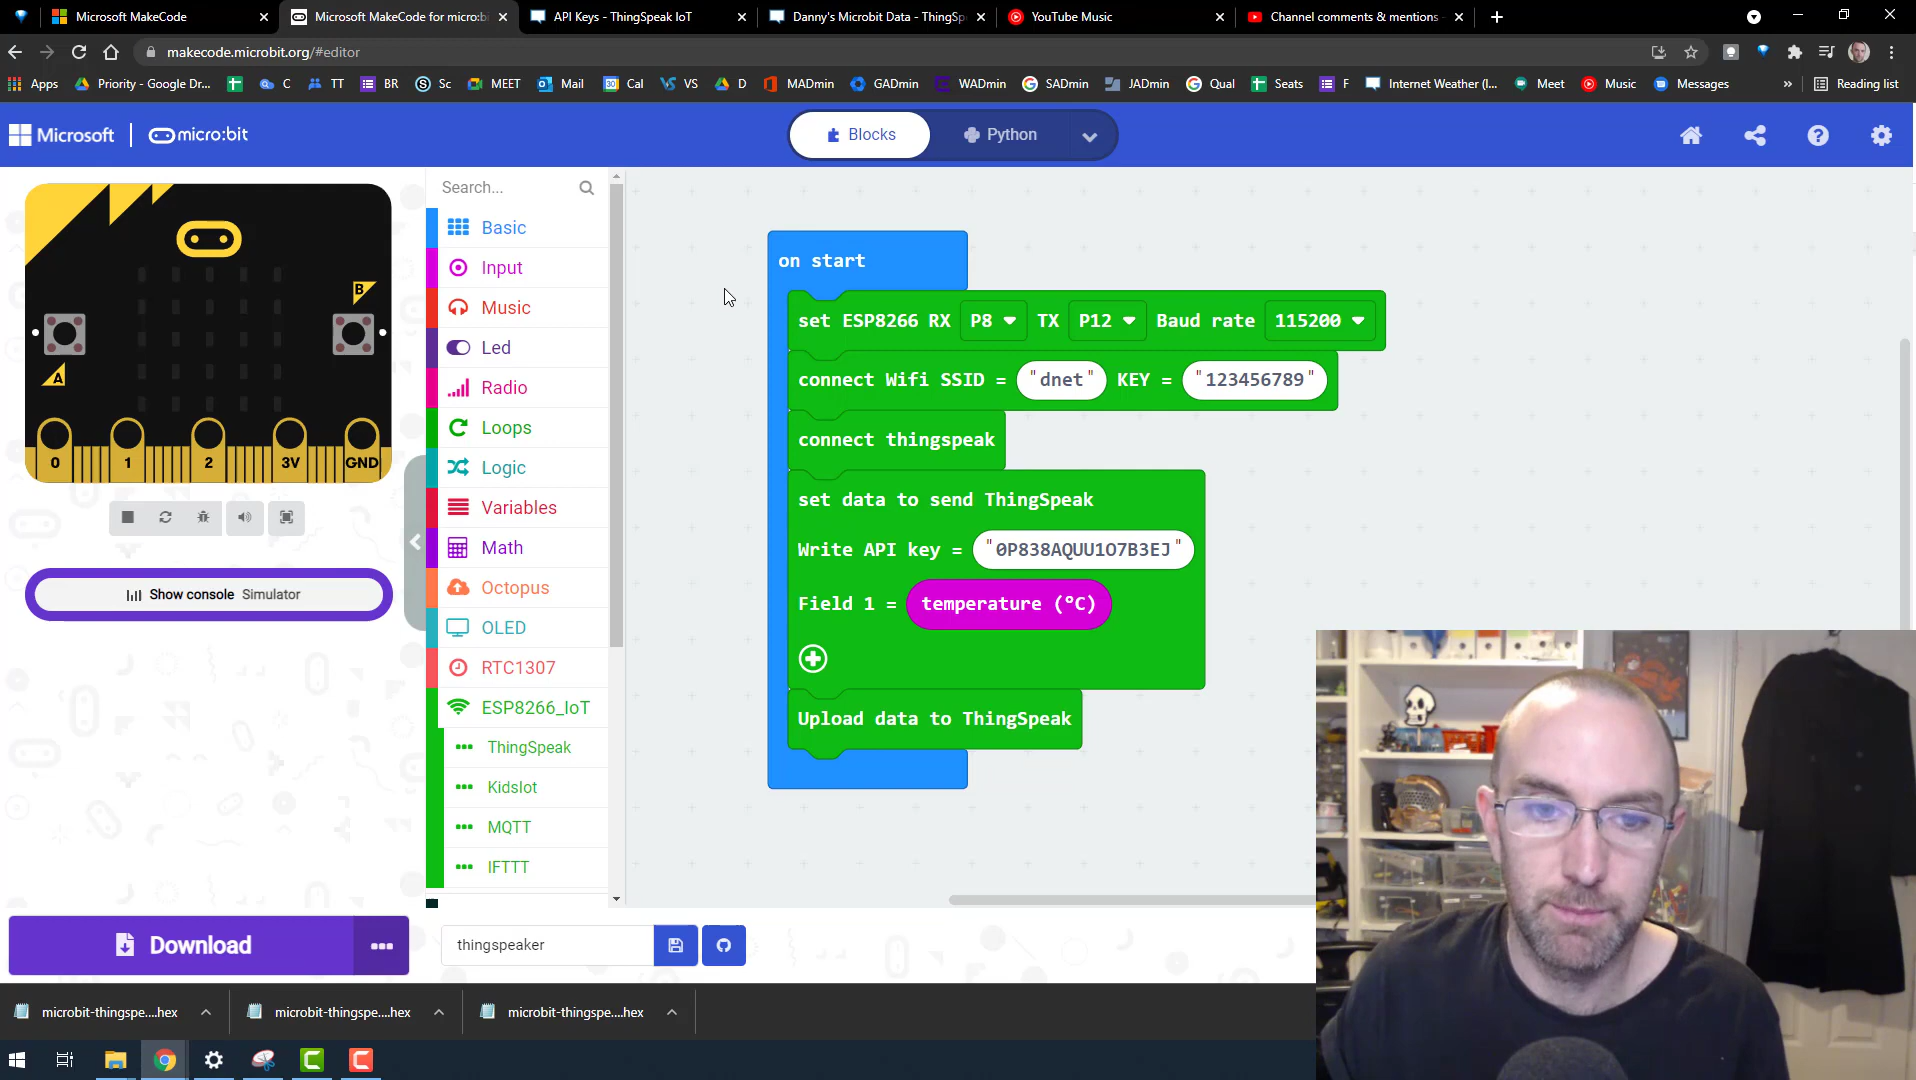 Microsoft MakeCode
Microsoft MakeCode for micro:bi
API Keys - ThingSpeak IoT
Danny's Microbit Data - ThingSp
YouTube Music
Channel comments & mentions -
makecode.microbit.org/#editor
Apps
Priority - Google Dr...
C
TT
BR
Sc
MEET
Mail
Cal
VS
D
MADmin
GAdmin
WADmin
SADmin
JADmin
Qual
Seats
F
Internet Weather (I...
Meet
Music
Messages
»
Reading list
Microsoft
micro:bit
Blocks
Python
Search...
Basic
Input
Music
Led
Radio
Loops
Logic
Variables
Math
Octopus
OLED
RTC1307
ESP8266_IoT
ThingSpeak
KidsIot
MQTT
IFTTT
A
B
0
1
2
3V
GND
Show console Simulator
on start
set ESP8266 RX P8 TX P12 Baud rate 115200
connect Wifi SSID = "dnet" KEY = "123456789"
connect thingspeak
set data to send ThingSpeak
Write API key = "0P838AQUU1O7B3EJ"
Field 1 = temperature (°C)
Upload data to ThingSpeak
Download
thingspeaker
microbit-thingspe....hex
microbit-thingspe....hex
microbit-thingspe....hex